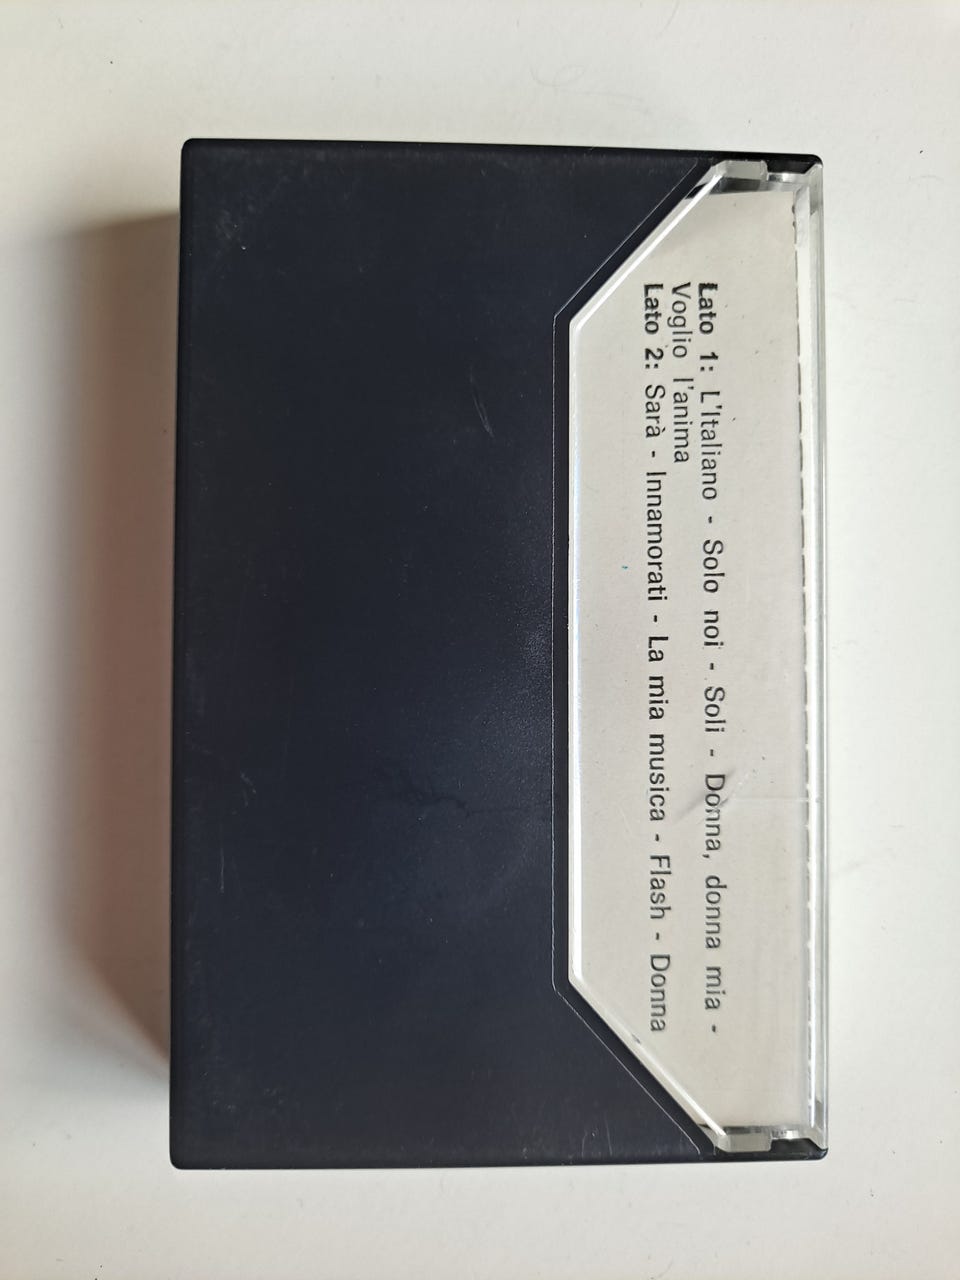 Lato 1: L'Italiano - Solo noi - Soli - Donna, donna mia -
Voglio l'anima
Lato 2: Sarà - Innamorati - La mia musica - Flash - Donna